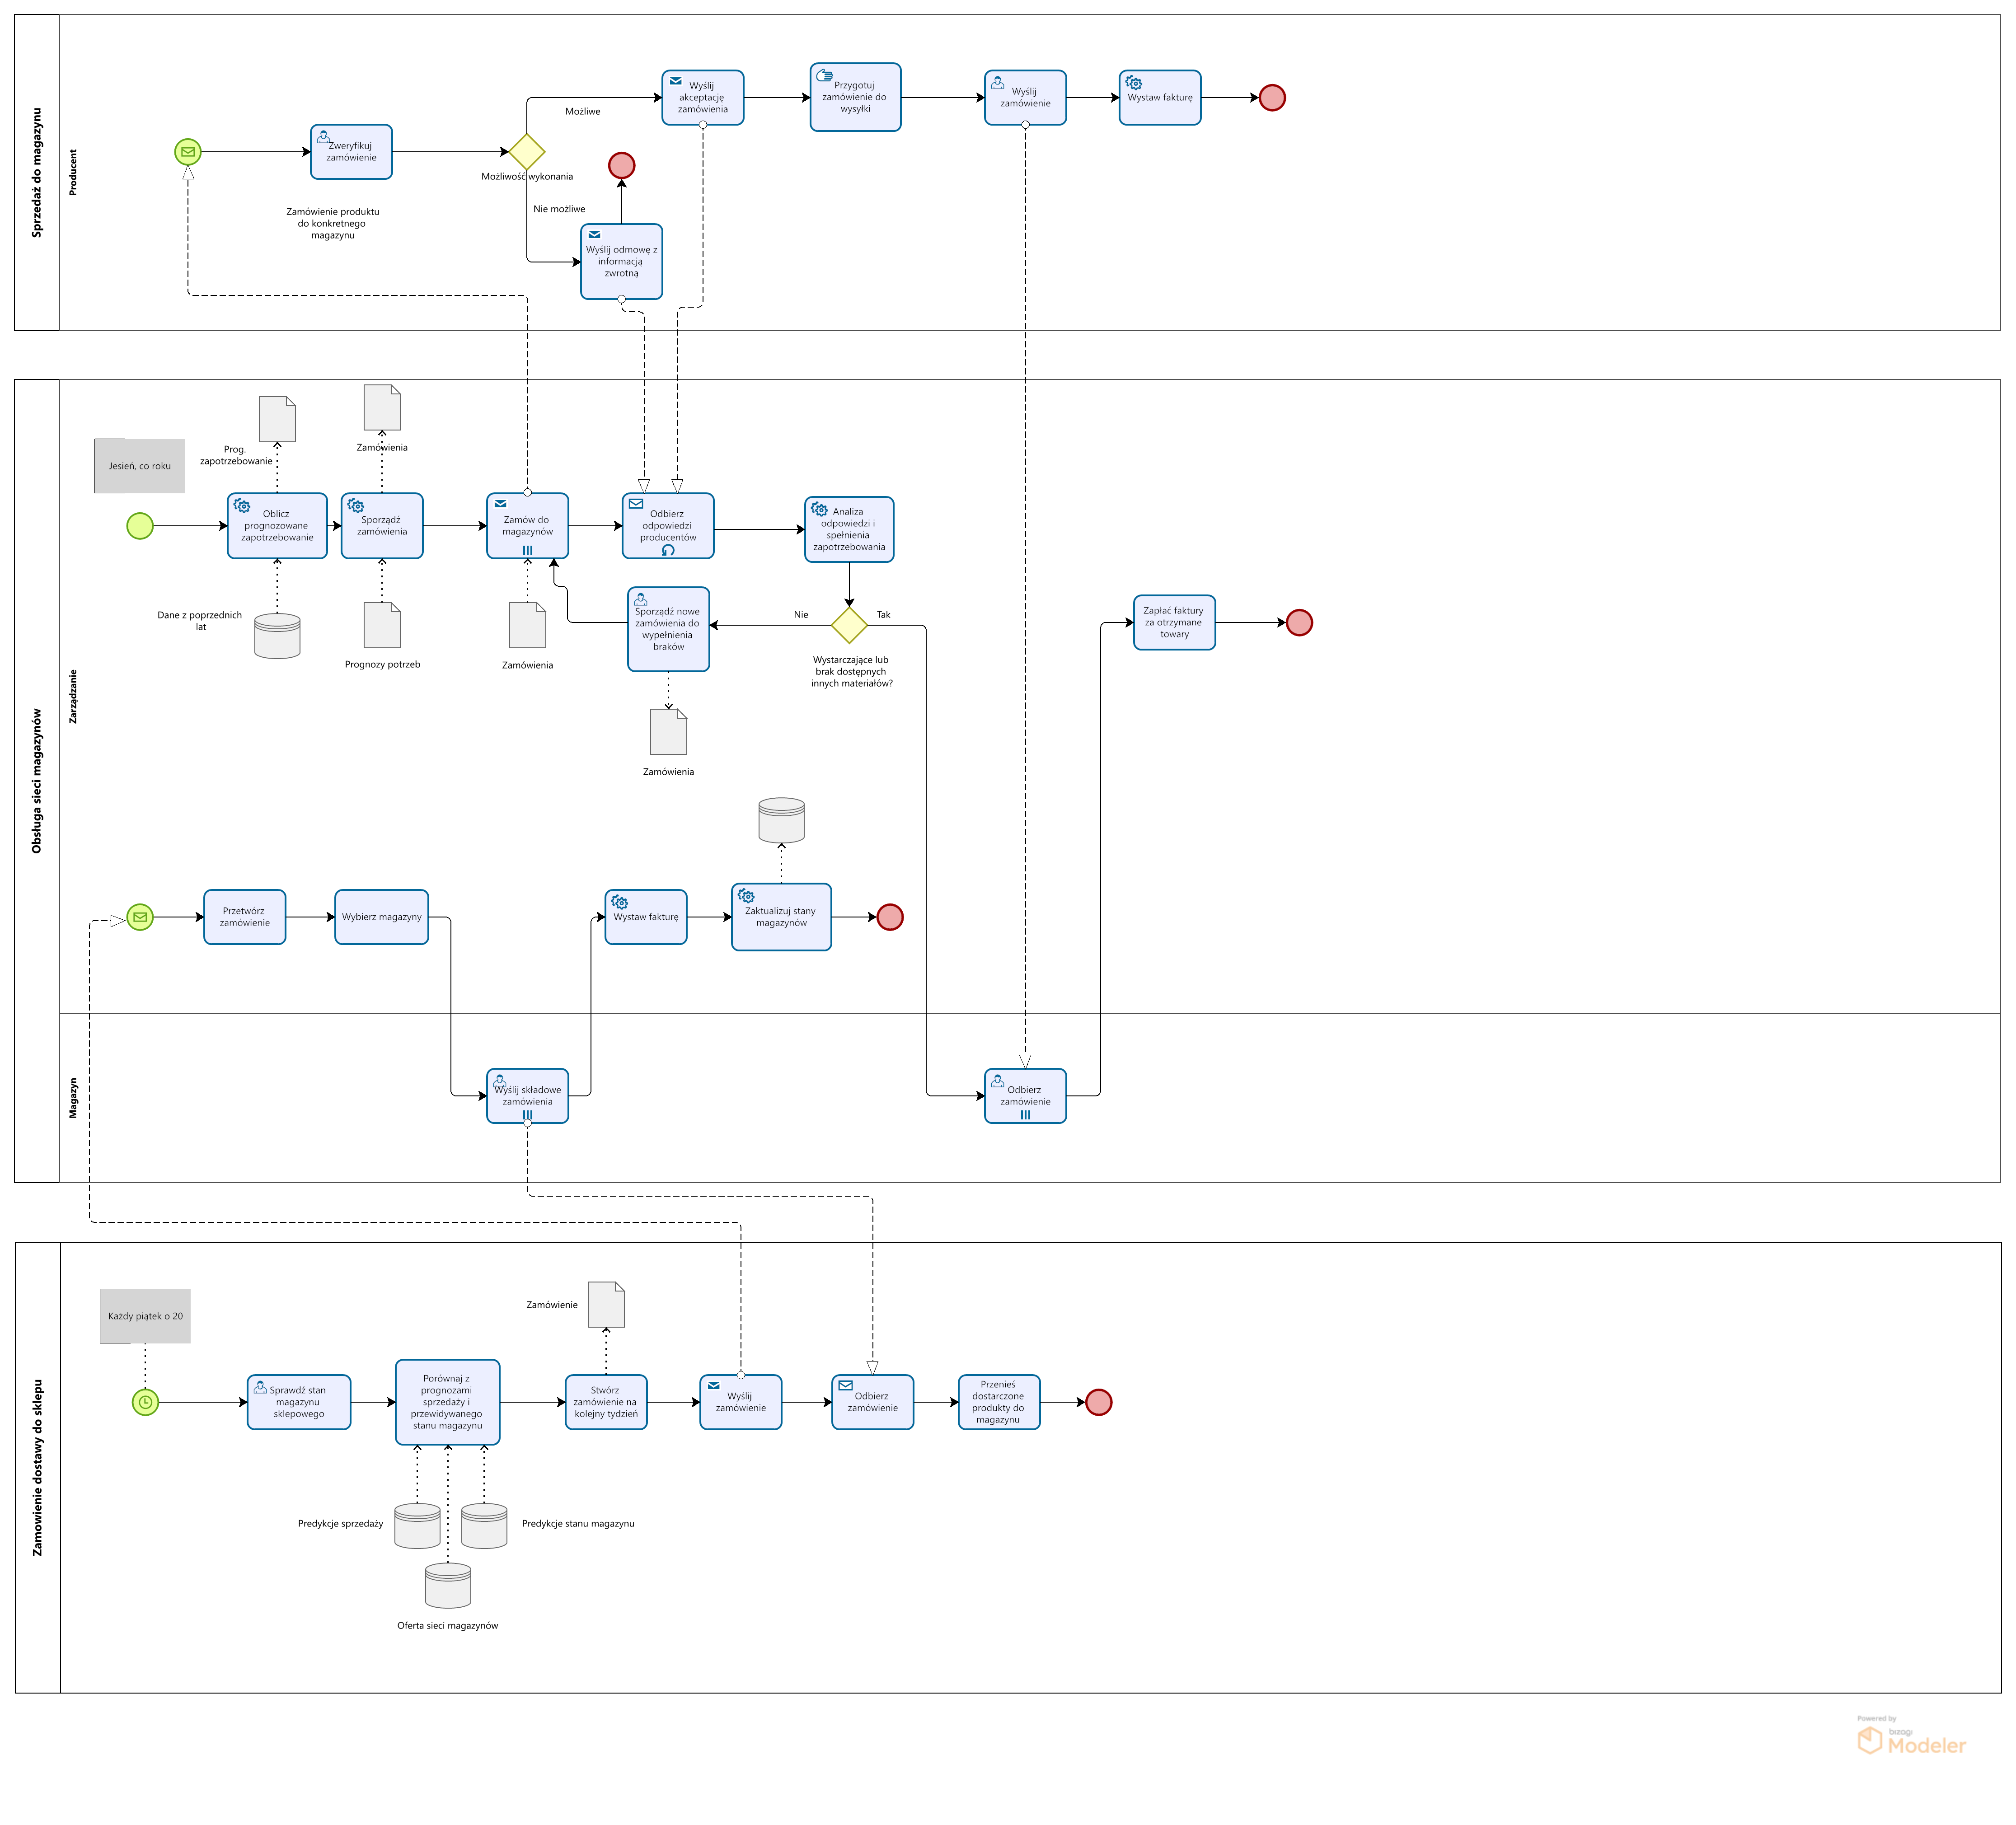 Sprzedaż do magazynu
Producent
Zweryfikuj
zamówienie
Zamówienie produktu
do konkretnego
magazynu
Możliwość wykonania
Możliwe
Nie możliwe
Wyślij
akceptację
zamówienia
Przygotuj
zamówienie do
wysyłki
Wyślij
zamówienie
Wystaw fakturę
Wyślij odmowę z
informacją
zwrotną
Obsługa sieci magazynów
Zarządzanie
Jesień, co roku
Prog.
zapotrzebowanie
Zamówienia
Oblicz
prognozowane
zapotrzebowanie
Sporządź
zamówienia
Zamów do
magazynów
Odbierz
odpowiedzi
producentów
Analiza
odpowiedzi i
spełnienia
zapotrzebowania
Dane z poprzednich
lat
Prognozy potrzeb
Zamówienia
Sporządź nowe
zamówienia do
wypełnienia
braków
Nie
Tak
Wystarczające lub
brak dostępnych
innych materiałów?
Zamówienia
Zapłać faktury
za otrzymane
towary
Przetwórz
zamówienie
Wybierz magazyny
Wystaw fakturę
Zaktualizuj stany
magazynów
Magazyn
Wyślij składowe
zamówienia
Odbierz
zamówienie
Zamowienie dostawy do sklepu
Każdy piątek o 20
Sprawdź stan
magazynu
sklepowego
Porównaj z
prognozami
sprzedaży i
przewidywanego
stanu magazynu
Zamówienie
Stwórz
zamówienie na
kolejny tydzień
Wyślij
zamówienie
Odbierz
zamówienie
Przenieś
dostarczone
produkty do
magazynu
Predykcje sprzedaży
Predykcje stanu magazynu
Oferta sieci magazynów
Powered by
bizagi
Modeler